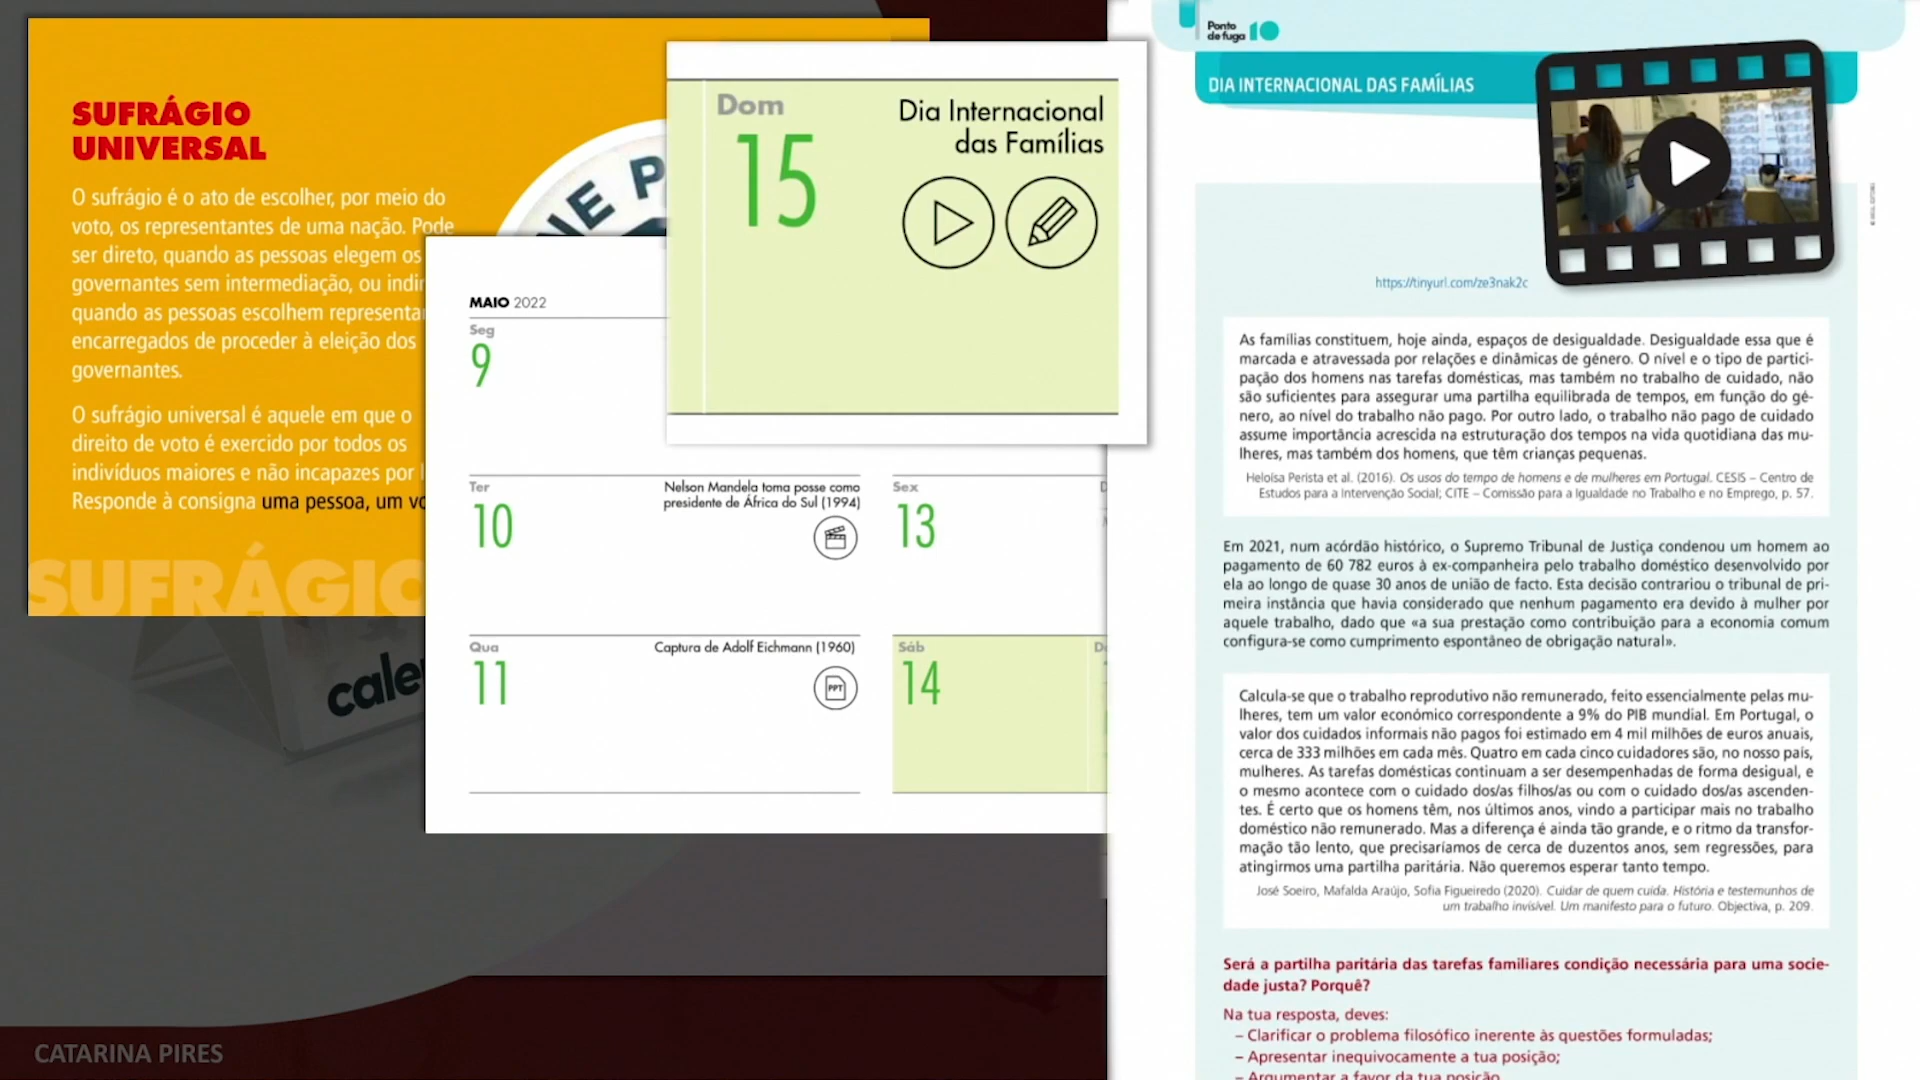 SUFRÁGIO
UNIVERSAL
O sufrágio é o ato de escolher, por meio do
voto, os representantes de uma nação. Pode
ser direto, quando as pessoas elegem os
governantes sem intermediação, ou indir
quando as pessoas escolhem representa
encarregados de proceder à eleição dos
governantes.
O sufrágio universal é aquele em que o
direito de voto é exercido por todos os
indivíduos maiores e não incapazes por l
Responde à consigna uma pessoa, um vo
SUFRÁGIO
NE P
cale
CATARINA PIRES
MAIO 2022
Seg
9
Ter
10
Nelson Mandela toma posse como
presidente de África do Sul (1994)
Qua
11
Captura de Adolf Eichmann (1960)
PPT
Sex
13
Sáb
14
Dom
15
Dia Internacional
das Famílias
Ponto
de fuga 10
DIA INTERNACIONAL DAS FAMÍLIAS
https://tinyurl.com/ze3nak2c
As famílias constituem, hoje ainda, espaços de desigualdade. Desigualdade essa que é
marcada e atravessada por relações e dinâmicas de género. O nível e o tipo de partici-
pação dos homens nas tarefas domésticas, mas também no trabalho de cuidado, não
são suficientes para assegurar uma partilha equilibrada de tempos, em função do gé-
nero, ao nível do trabalho não pago. Por outro lado, o trabalho não pago de cuidado
assume importância acrescida na estruturação dos tempos na vida quotidiana das mu-
lheres, mas também dos homens, que têm crianças pequenas.
Heloísa Perista et al. (2016). Os usos do tempo de homens e de mulheres em Portugal. CESIS – Centro de
Estudos para a Intervenção Social; CITE – Comissão para a Igualdade no Trabalho e no Emprego, p. 57.
Em 2021, num acórdão histórico, o Supremo Tribunal de Justiça condenou um homem ao
pagamento de 60 782 euros à ex-companheira pelo trabalho doméstico desenvolvido por
ela ao longo de quase 30 anos de união de facto. Esta decisão contrariou o tribunal de pri-
meira instância que havia considerado que nenhum pagamento era devido à mulher por
aquele trabalho, dado que «a sua prestação como contribuição para a economia comum
configura-se como cumprimento espontâneo de obrigação natural».
Calcula-se que o trabalho reprodutivo não remunerado, feito essencialmente pelas mu-
lheres, tem um valor económico correspondente a 9% do PIB mundial. Em Portugal, o
valor dos cuidados informais não pagos foi estimado em 4 mil milhões de euros anuais,
cerca de 333 milhões em cada mês. Quatro em cada cinco cuidadores são, no nosso país,
mulheres. As tarefas domésticas continuam a ser desempenhadas de forma desigual, e
o mesmo acontece com o cuidado dos/as filhos/as ou com o cuidado dos/as ascenden-
tes. É certo que os homens têm, nos últimos anos, vindo a participar mais no trabalho
doméstico não remunerado. Mas a diferença é ainda tão grande, e o ritmo da transfor-
mação tão lento, que precisaríamos de cerca de duzentos anos, sem regressões, para
atingirmos uma partilha paritária. Não queremos esperar tanto tempo.
José Soeiro, Mafalda Araújo, Sofia Figueiredo (2020). Cuidar de quem cuida. História e testemunhos de
um trabalho invisível. Um manifesto para o futuro. Objectiva, p. 209.
Será a partilha paritária das tarefas familiares condição necessária para uma socie-
dade justa? Porquê?
Na tua resposta, deves:
– Clarificar o problema filosófico inerente às questões formuladas;
– Apresentar inequivocamente a tua posição;
– Argumentar a favor da tua posição.